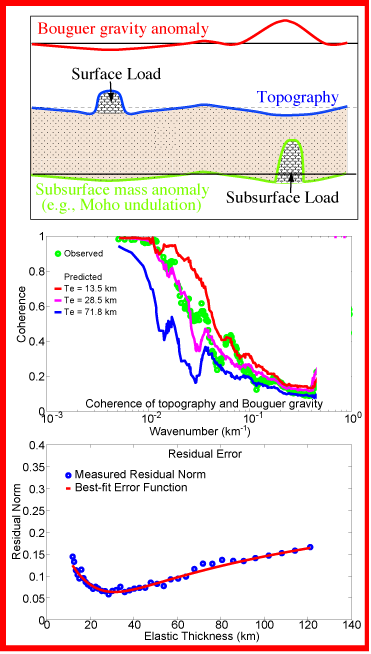 Bouguer gravity anomaly
Surface Load
Topography
Subsurface mass anomaly
(e.g., Moho undulation)
Subsurface Load
1
0.8
0.6
0.4
0.2
0
Coherence
Observed
Predicted
Te = 13.5 km
Te = 28.5 km
Te = 71.8 km
Coherence of topography and Bouguer gravity
10⁻³ 10⁻² 10⁻¹ 10⁰
Wavenumber (km⁻¹)
Residual Error
0.4
0.35
0.3
0.25
0.2
0.15
0.1
0.05
0
Residual Norm
Measured Residual Norm
Best-fit Error Function
0 20 40 60 80 100 120 140
Elastic Thickness (km)